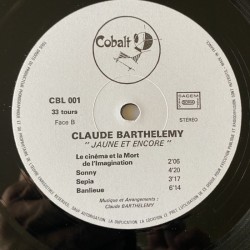 Cobalt
CBL 001
33 tours
Face B
SACEM
STEREO
CLAUDE BARTHELEMY
"JAUNE ET ENCORE"
Le cinéma et la Mort
de l'Imagination 2'06
Sonny 4'20
Sepia 3'17
Banlieue 6'14
Musique et Arrangements :
Claude BARTHELEMY